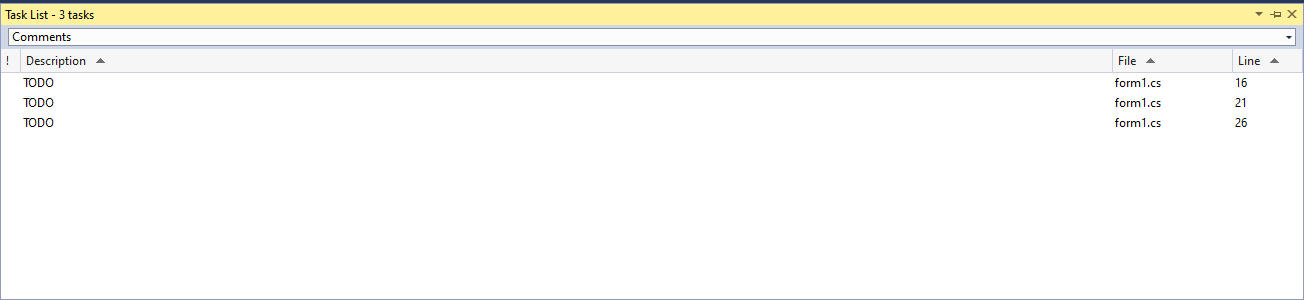 Task List - 3 tasks
Comments
! Description File Line
TODO form1.cs 16
TODO form1.cs 21
TODO form1.cs 26